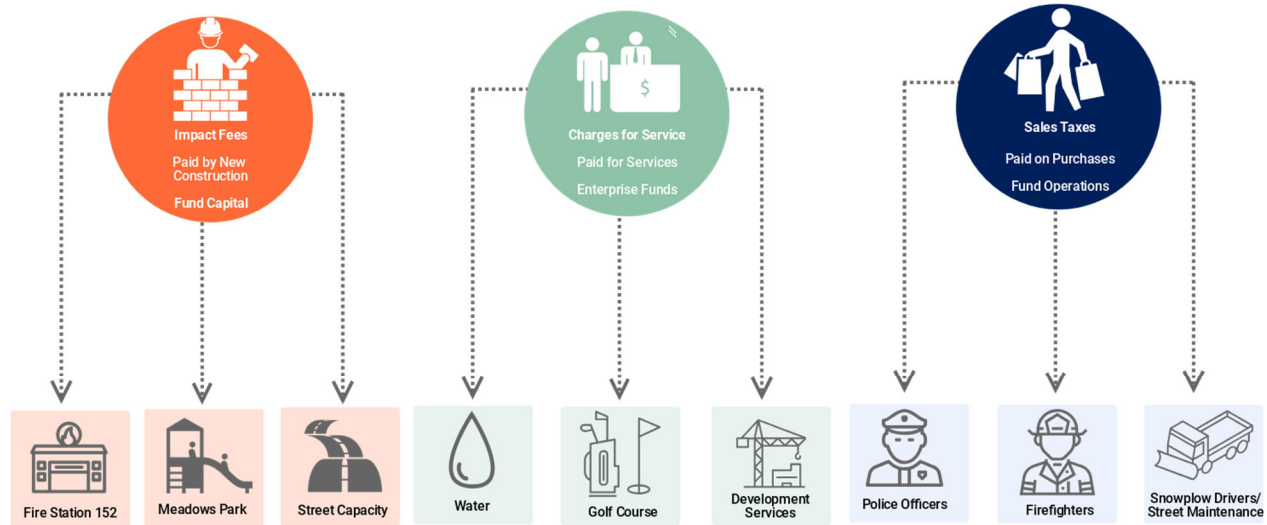 Impact Fees
Paid by New
Construction
Fund Capital
Charges for Service
Paid for Services
Enterprise Funds
$
Sales Taxes
Paid on Purchases
Fund Operations
Fire Station 152
Meadows Park
Street Capacity
Water
Golf Course
Development
Services
Police Officers
Firefighters
Snowplow Drivers/
Street Maintenance